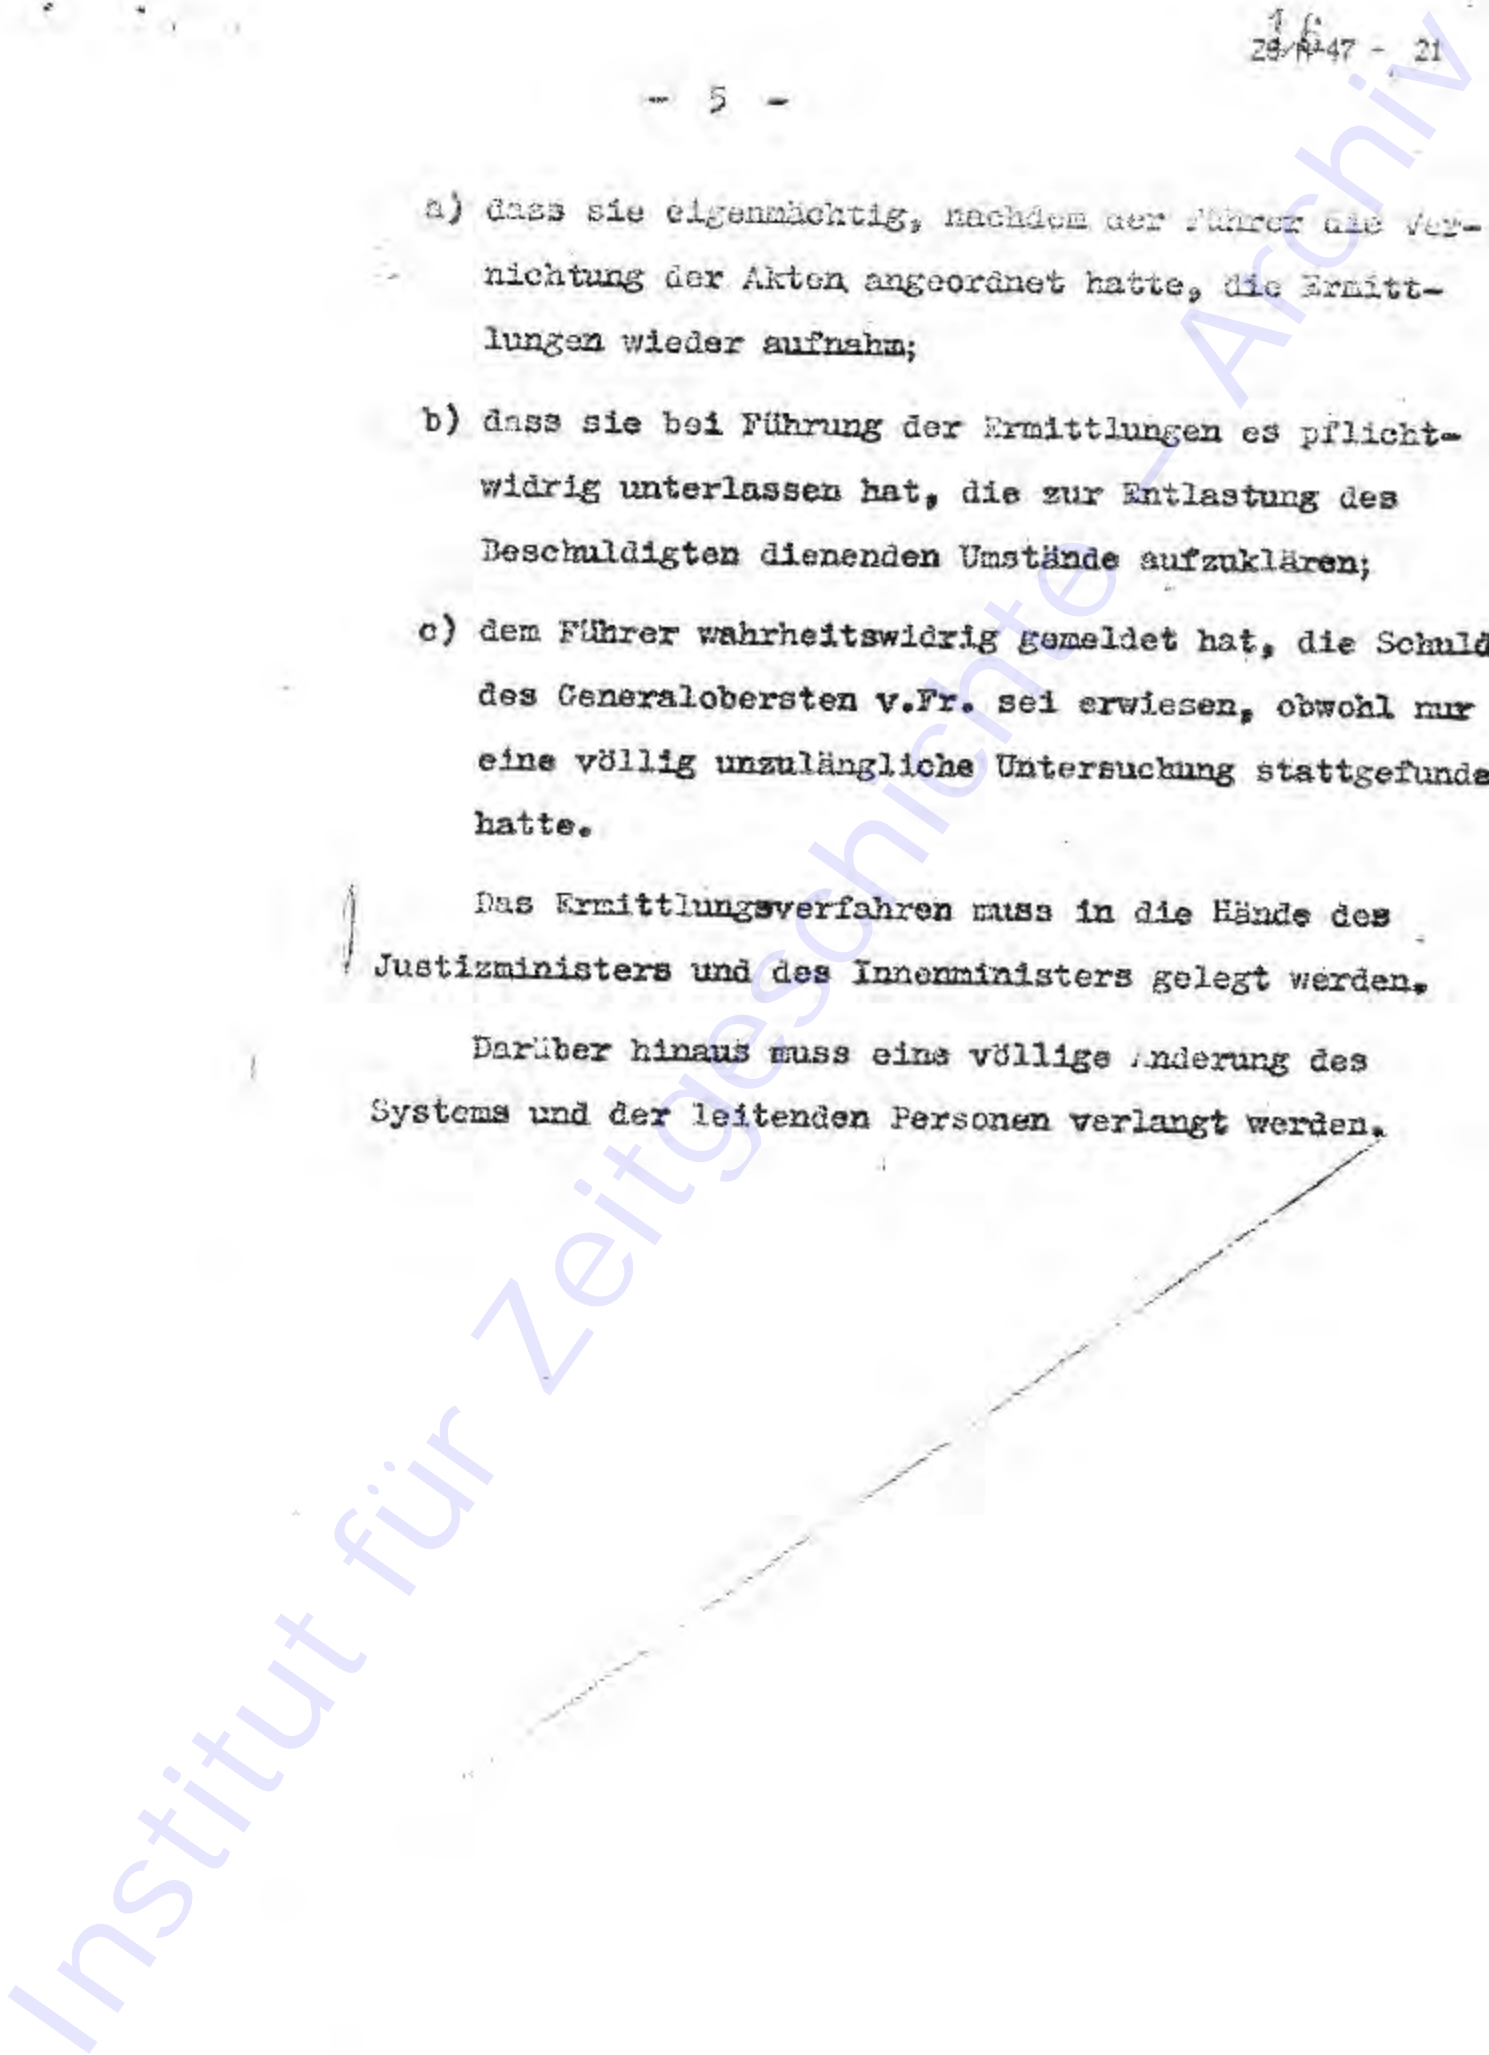 16
ZS/A-47 - 21
- 5 -
a) dass sie eigenmächtig, nachdem der Führer die Ver-
nichtung der Akten angeordnet hatte, die Ermitt-
lungen wieder aufnahm;
b) dass sie bei Führung der Ermittlungen es pflicht-
widrig unterlassen hat, die zur Entlastung des
Beschuldigten dienenden Umstände aufzuklären;
c) dem Führer wahrheitswidrig gemeldet hat, die Schuld
des Generalobersten v.Fr. sei erwiesen, obwohl nur
eine völlig unzulängliche Untersuchung stattgefunde
hatte.
Das Ermittlungsverfahren muss in die Hände des
Justizministers und des Innenministers gelegt werden.
Darüber hinaus muss eine völlige Änderung des
Systems und der leitenden Personen verlangt werden.
Institut für Zeitgeschichte - Archiv